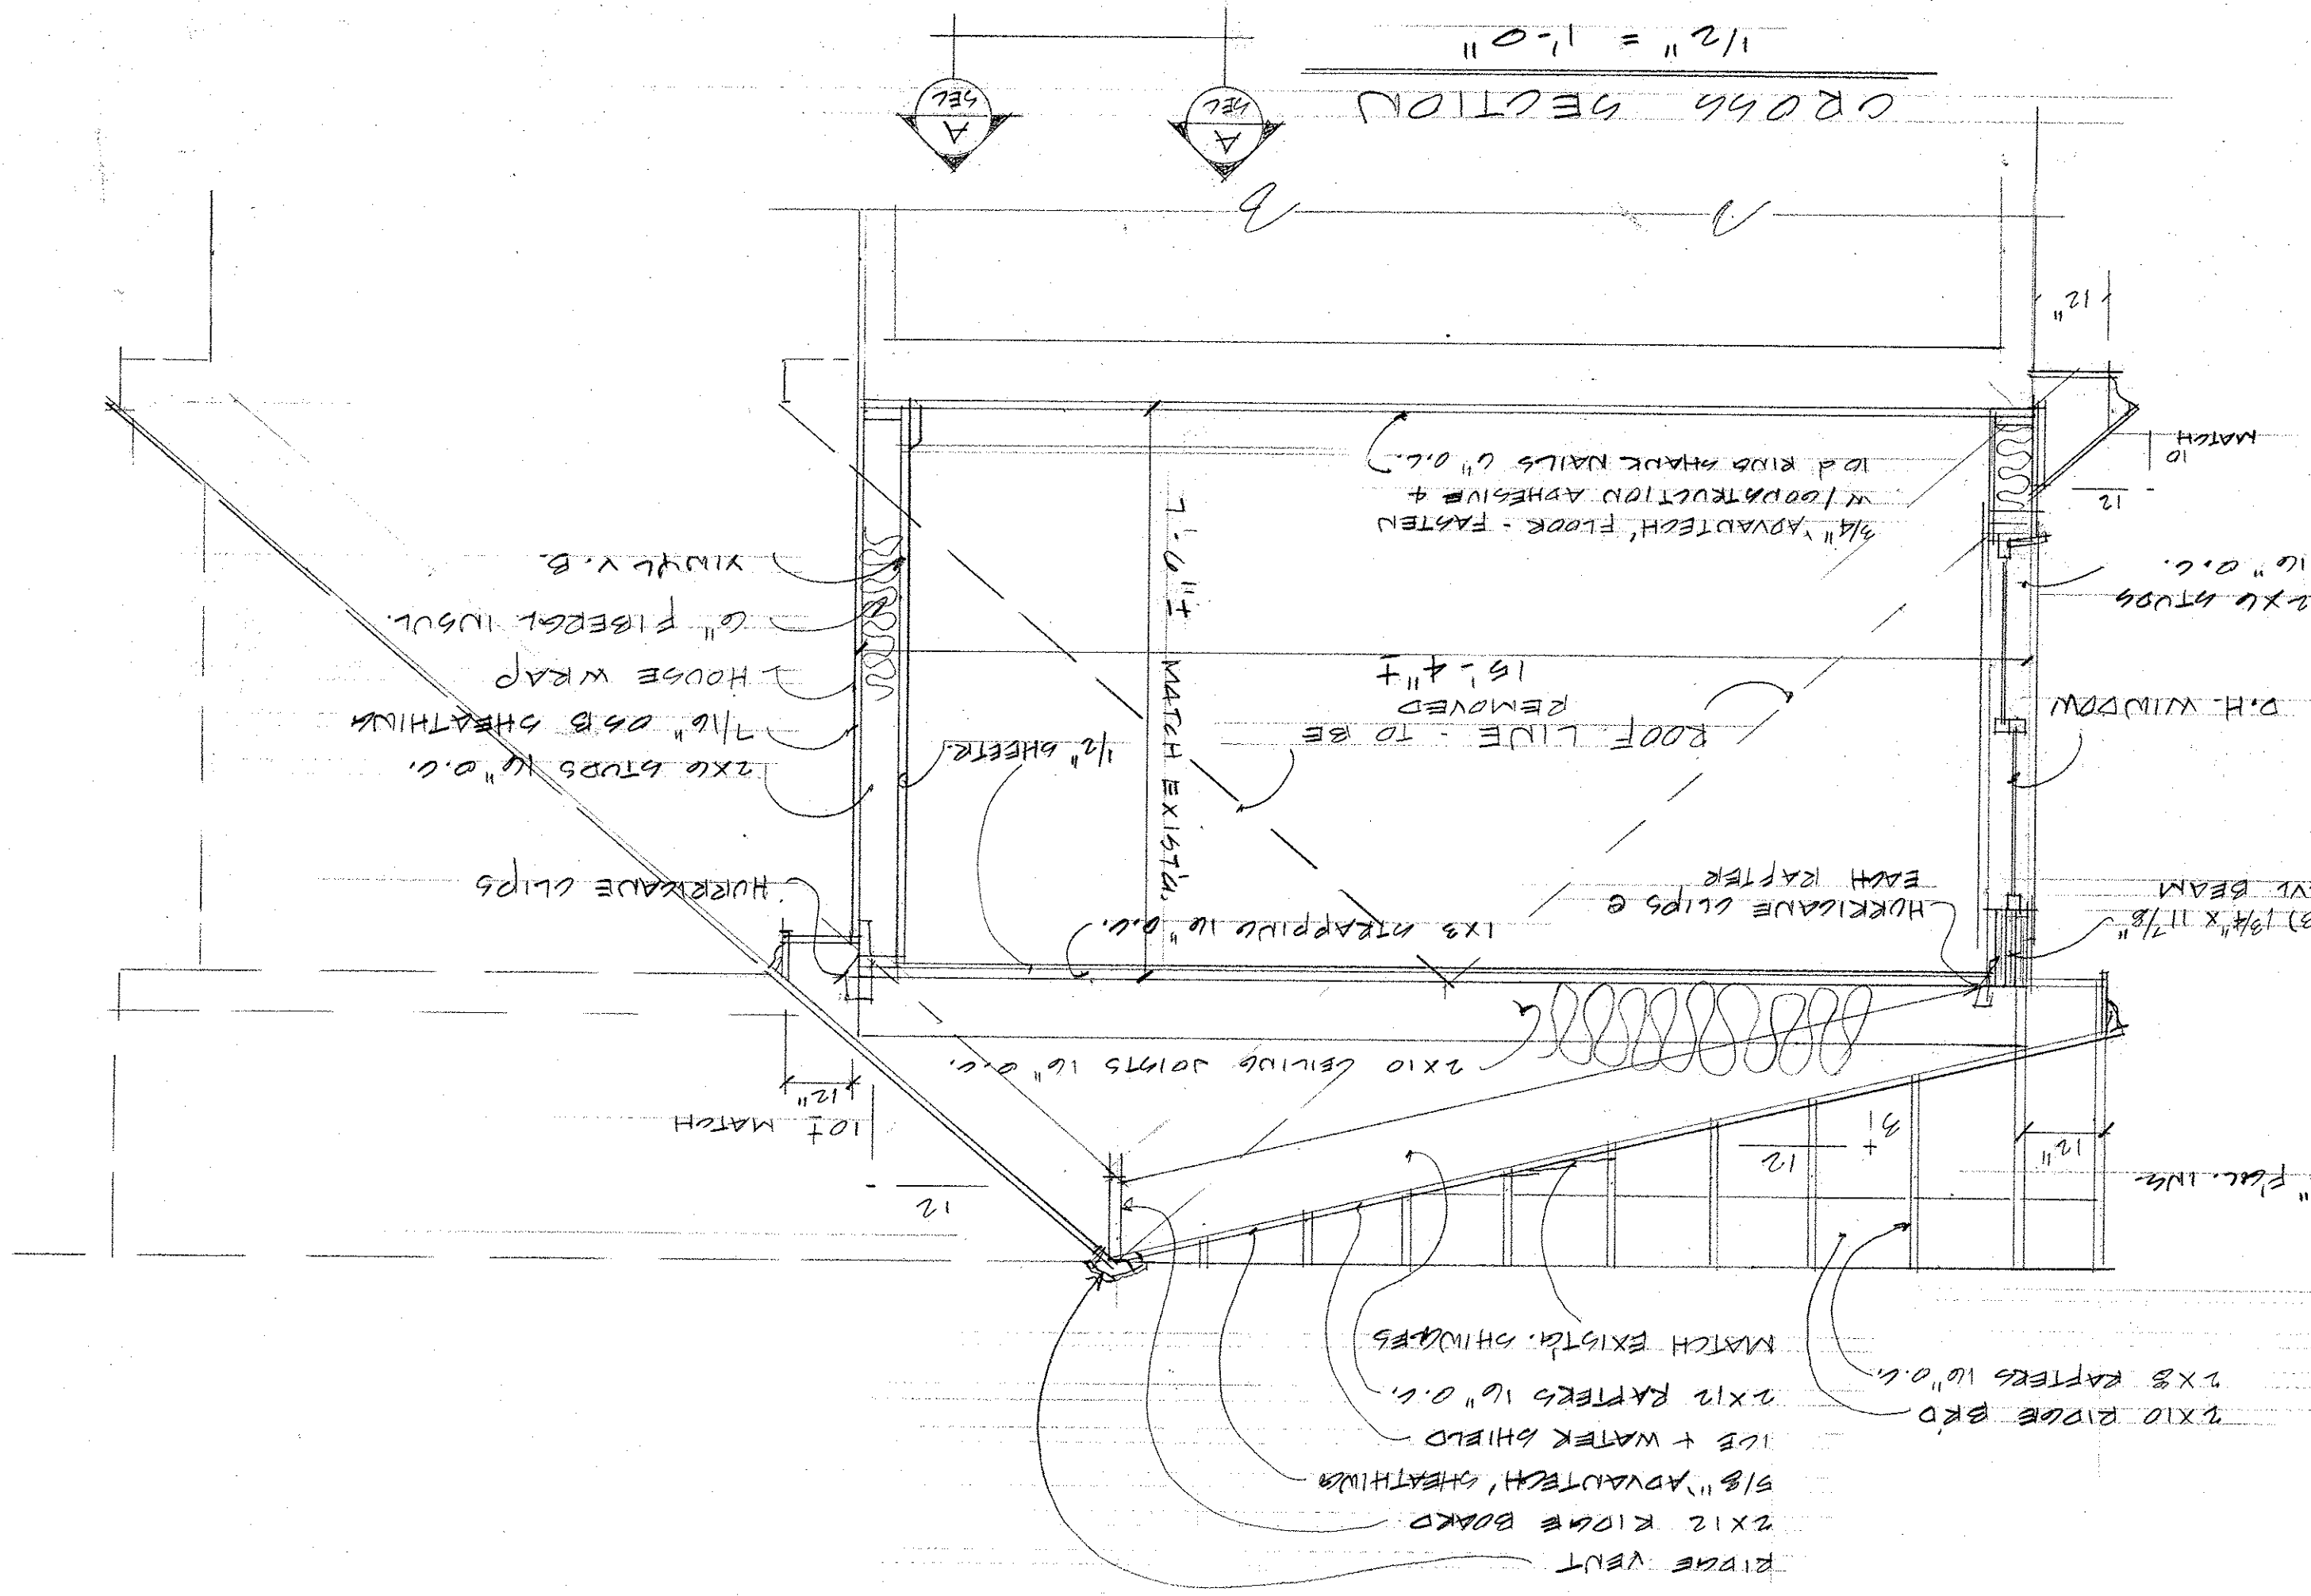 RIDGE VENT
2X12 RIDGE BOARD
5/8" 'ADVANTECH' SHEATHING
ICE + WATER SHIELD
2X12 RAFTERS 16" O.C.
MATCH EXIST'G. SHINGLES
2X10 RIDGE BRD
2X8 RAFTERS 16" O.C.
" F'GL. INS
12"
12
3 ±
12
10 ± MATCH
12"
2X10 CEILING JOISTS 16" O.C.
1X3 STRAPPING 16" O.C.
HURRICANE CLIPS @
EACH RAFTER
1 3/4" X 11 7/8"
BEAM
HURRICANE CLIPS
2X6 STUDS 16" O.C.
7/16" OSB SHEATHING
HOUSE WRAP
6" FIBERGL INSUL.
VINYL V.B.
1/2" SHEETR.
ROOF LINE - TO BE
REMOVED
15'-4" ±
7'-6" ± MATCH EXIST'G.
D.H. WINDOW
2X6 STUDS
16" O.C.
3/4" 'ADVANTECH' FLOOR - FASTEN
W/CONSTRUCTION ADHESIVE +
10d RING SHANK NAILS 6" O.C.
12
10
MATCH
12"
A
SEC
A
SEC
CROSS SECTION
1/2" = 1'-0"